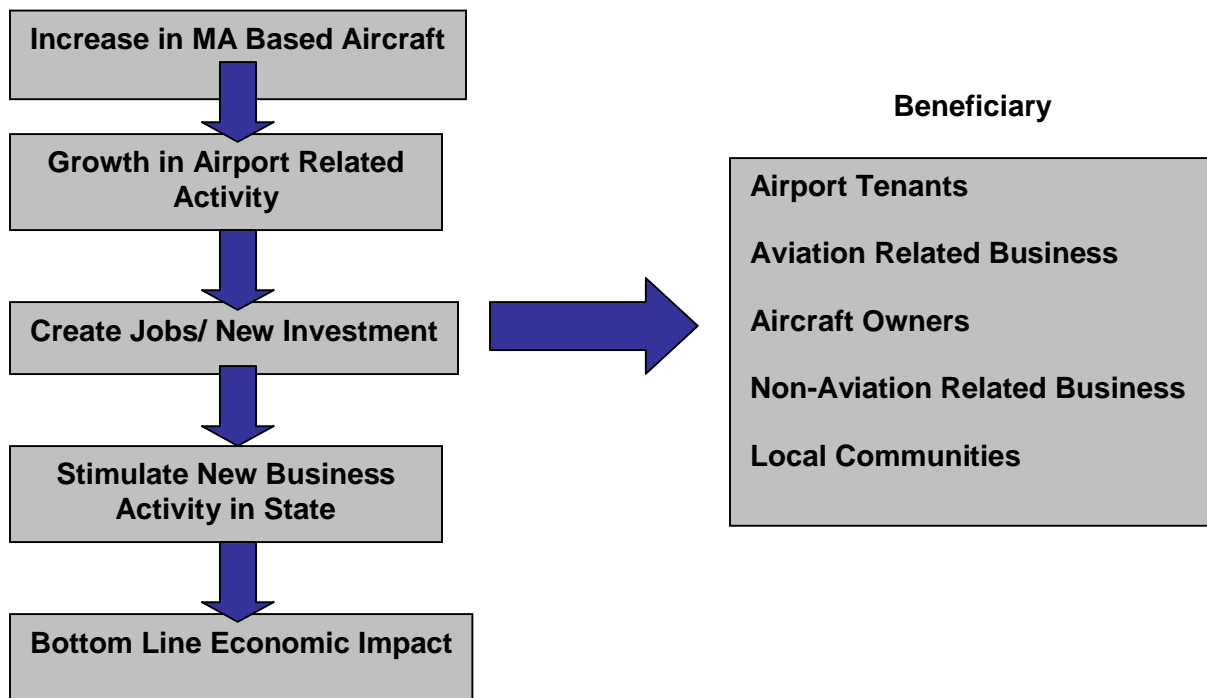 Increase in MA Based Aircraft
Growth in Airport Related
Activity
Create Jobs/ New Investment
Stimulate New Business
Activity in State
Bottom Line Economic Impact
Beneficiary
Airport Tenants
Aviation Related Business
Aircraft Owners
Non-Aviation Related Business
Local Communities